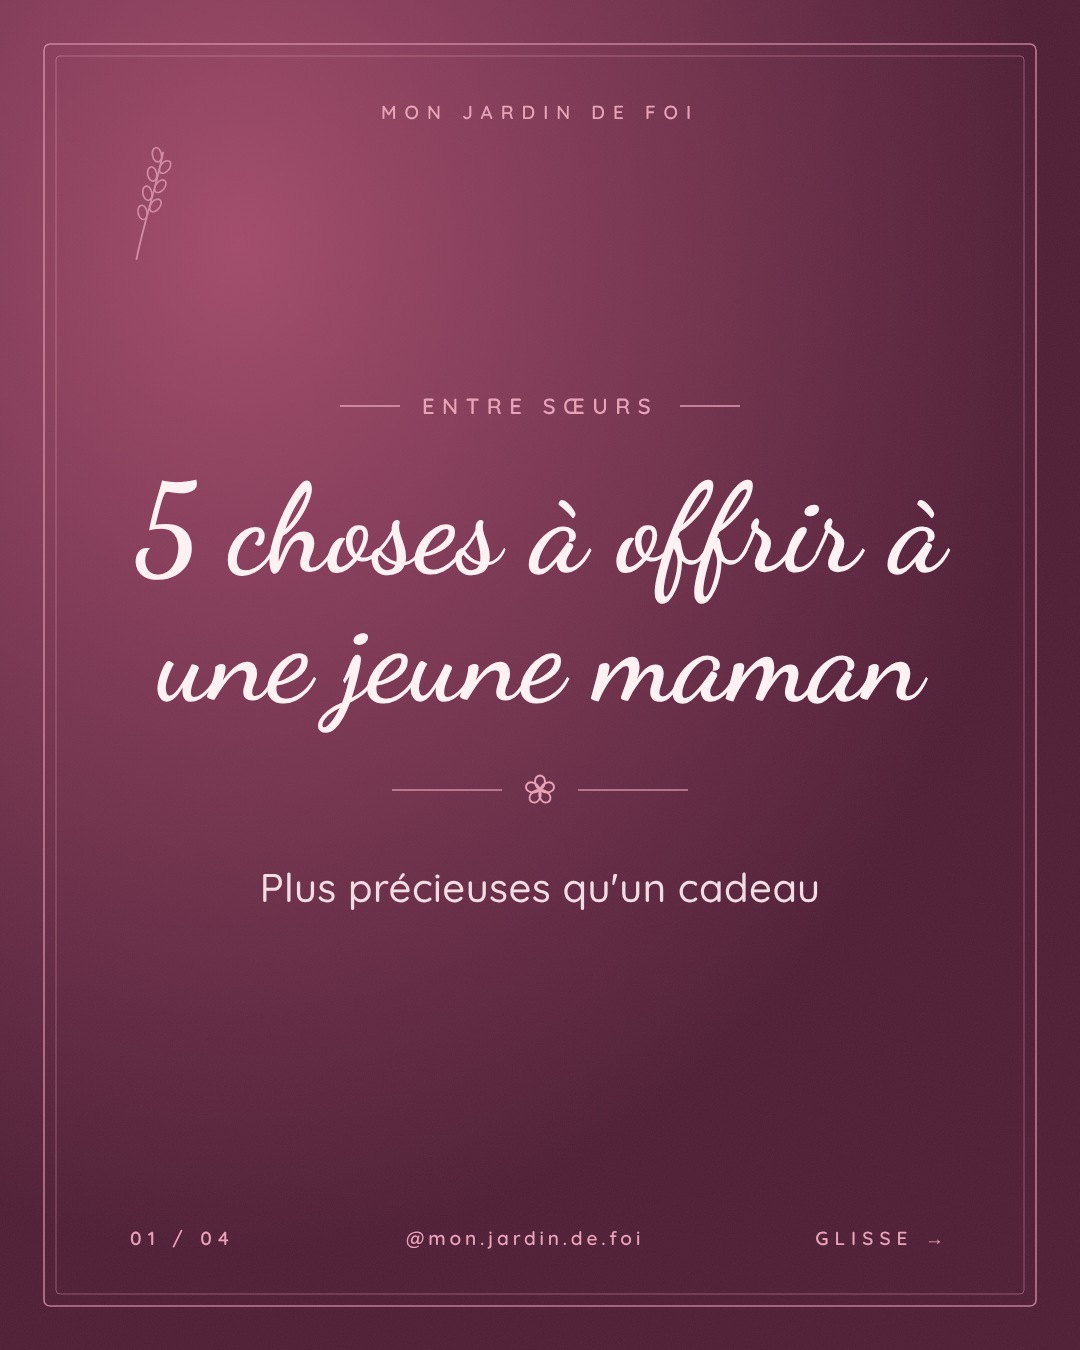 MON JARDIN DE FOI
ENTRE SŒURS
5 choses à offrir à
une jeune maman
Plus précieuses qu'un cadeau
01 / 04
@mon.jardin.de.foi
GLISSE →